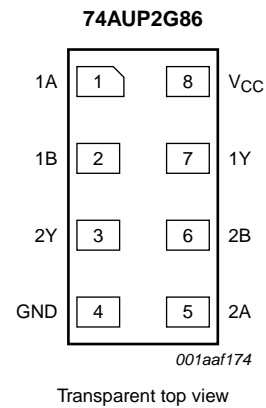 74AUP2G86
1A 1 8 VCC
1B 2 7 1Y
2Y 3 6 2B
GND 4 5 2A
001aaf174
Transparent top view